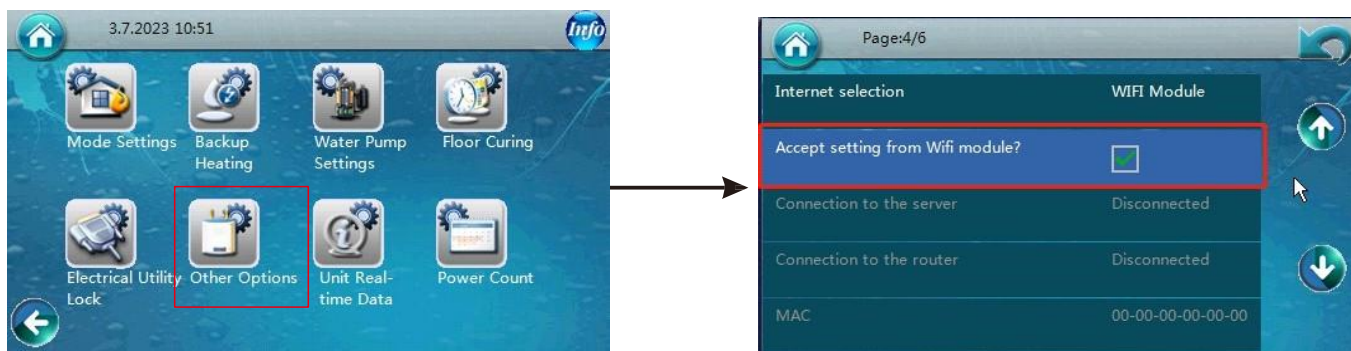 3.7.2023 10:51
Info
Mode Settings
Backup
Heating
Water Pump
Settings
Floor Curing
Electrical Utility
Lock
Other Options
Unit Real-
time Data
Power Count
Page:4/6
Internet selection WIFI Module
Accept setting from Wifi module?
Connection to the server Disconnected
Connection to the router Disconnected
MAC 00-00-00-00-00-00